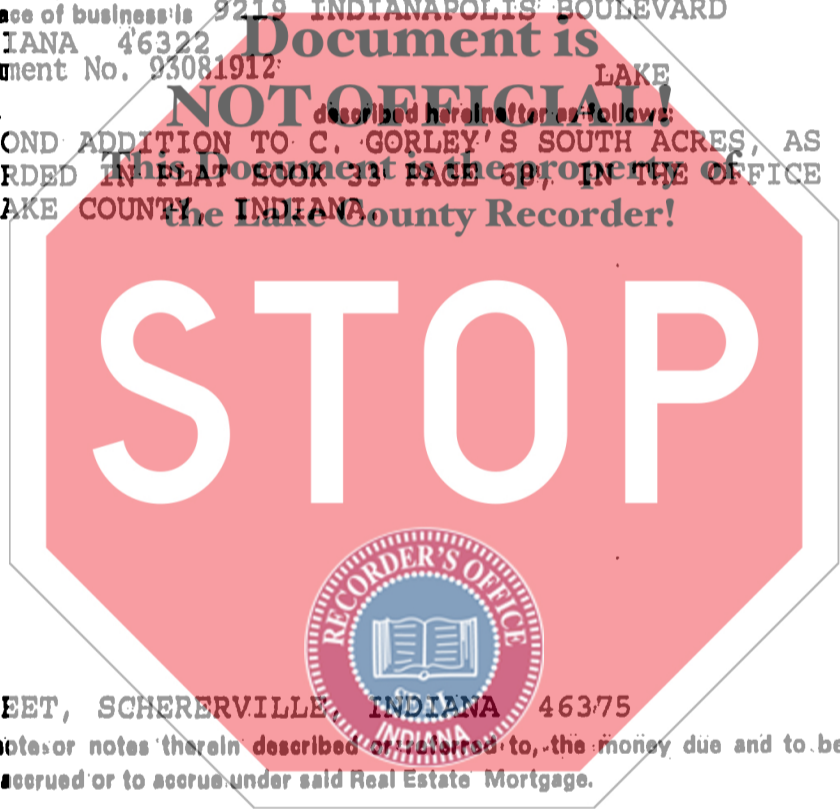 ace of business is 9219 INDIANAPOLIS BOULEVARD
Document is
IANA 46322
ment No. 93081912
LAKE
NOT OFFICIAL!
described hereinafter as follows:
OND ADDITION TO C. GORLEY'S SOUTH ACRES, AS
This Document is the property of
RDED IN PLAT BOOK 33 PAGE 68, IN THE OFFICE
AKE COUNTY, INDIANA.
the Lake County Recorder!
STOP
RECORDER'S OFFICE
SEAL
INDIANA
EET, SCHERERVILLE, INDIANA 46375
note or notes therein described or referred to, the money due and to be
accrued or to accrue under said Real Estate Mortgage.